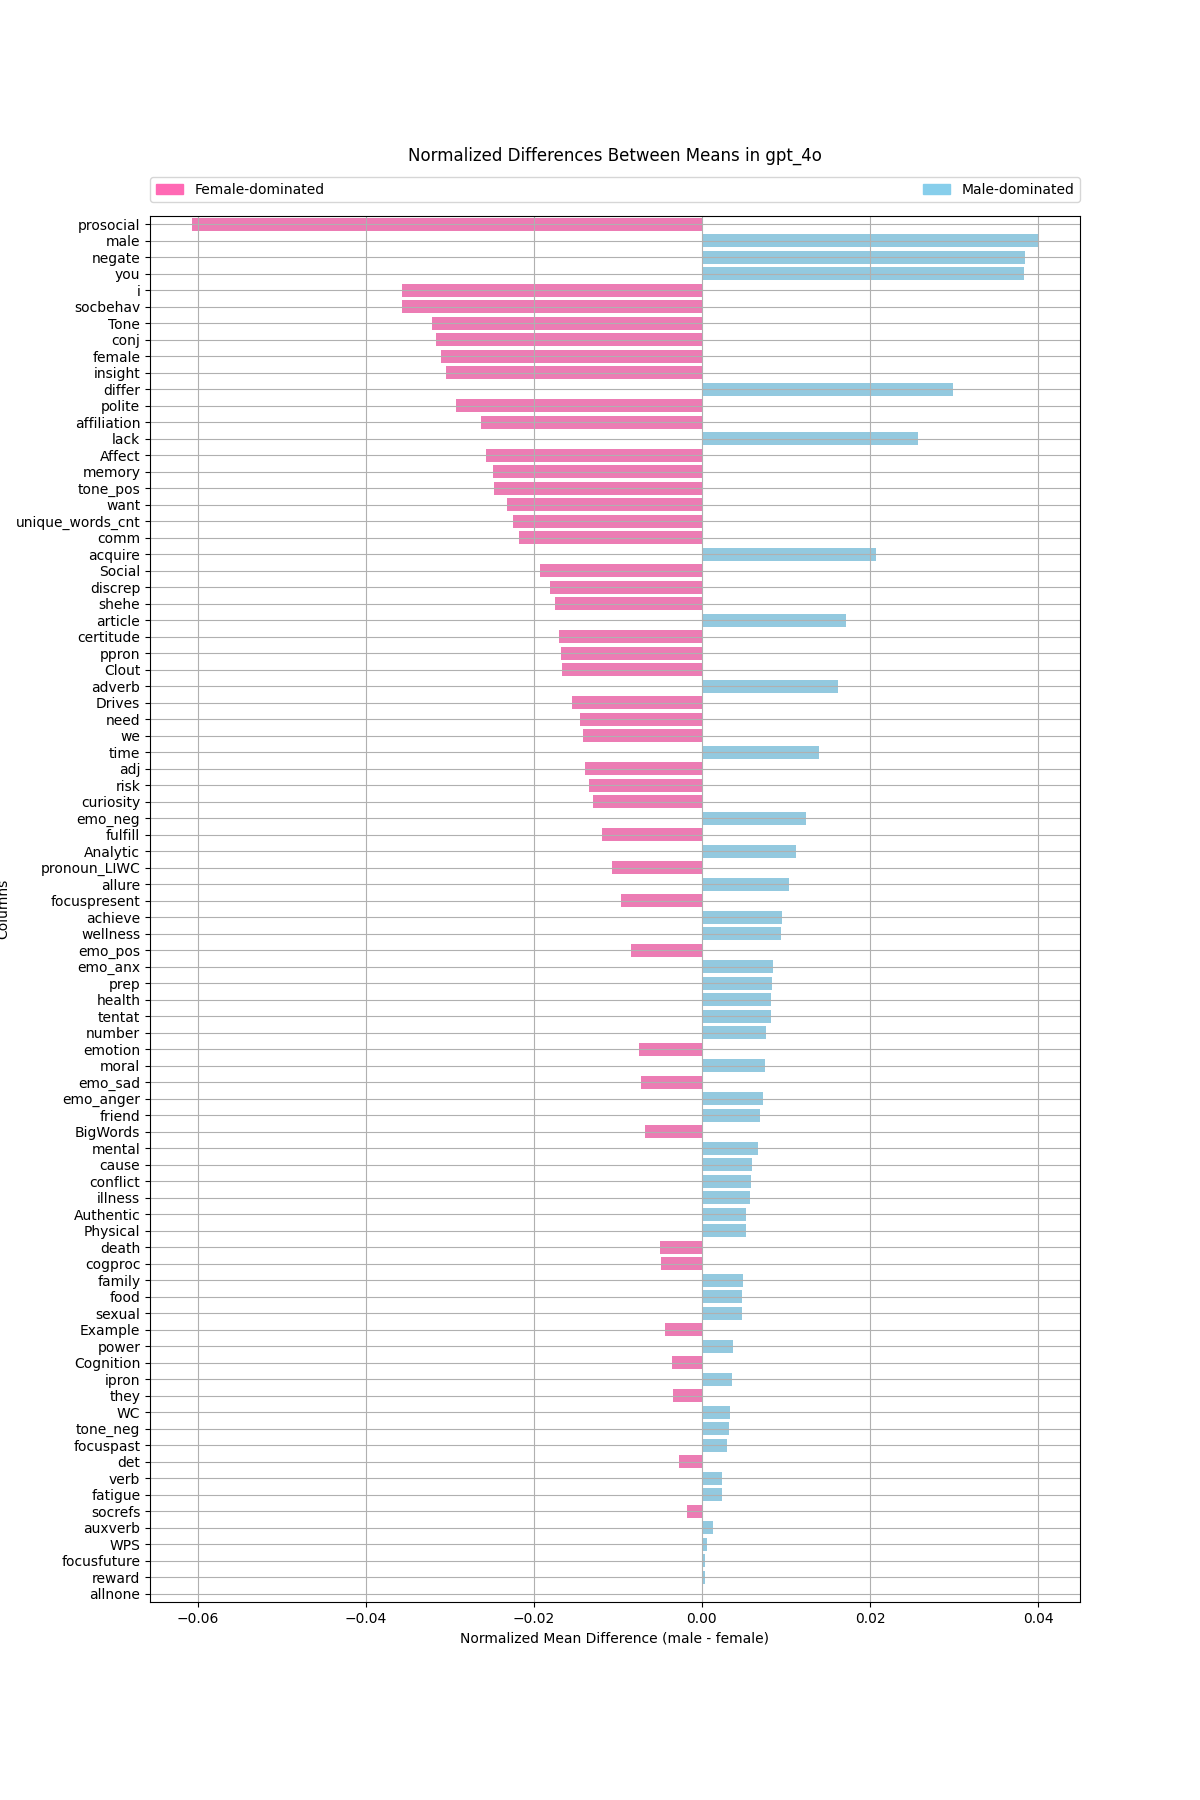 Normalized Differences Between Means in gpt_4o
Female-dominated
Male-dominated
prosocial
male
negate
you
i
socbehav
Tone
conj
female
insight
differ
polite
affiliation
lack
Affect
memory
tone_pos
want
unique_words_cnt
comm
acquire
Social
discrep
shehe
article
certitude
ppron
Clout
adverb
Drives
need
we
time
adj
risk
curiosity
emo_neg
fulfill
Analytic
pronoun_LIWC
allure
focuspresent
achieve
wellness
emo_pos
emo_anx
prep
health
tentat
number
emotion
moral
emo_sad
emo_anger
friend
BigWords
mental
cause
conflict
illness
Authentic
Physical
death
cogproc
family
food
sexual
Example
power
Cognition
ipron
they
WC
tone_neg
focuspast
det
verb
fatigue
socrefs
auxverb
WPS
focusfuture
reward
allnone
Columns
−0.06 −0.04 −0.02 0.00 0.02 0.04
Normalized Mean Difference (male - female)